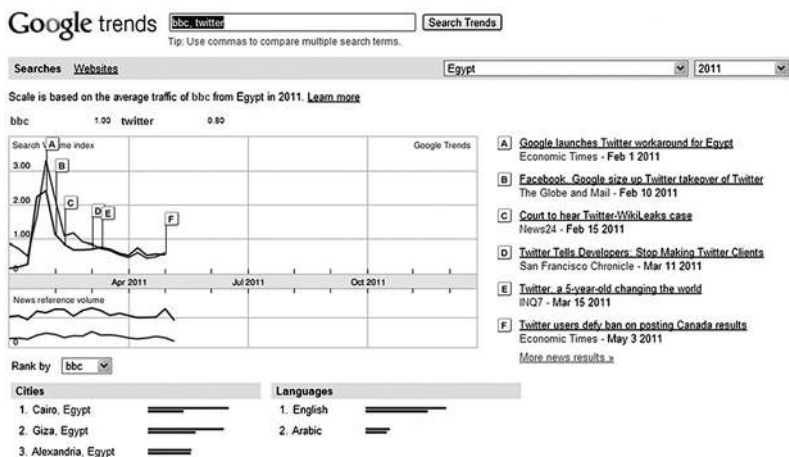 Google trends bbc, twitter Search Trends
Tip: Use commas to compare multiple search terms.
Searches Websites Egypt 2011
Scale is based on the average traffic of bbc from Egypt in 2011. Learn more
bbc 1.00 twitter 0.80
Search Volume index Google Trends
3.00
2.00
1.00
0
A
B
C
D
E
F
Apr 2011 Jul 2011 Oct 2011
News reference volume
0
A Google launches Twitter workaround for Egypt
Economic Times - Feb 1 2011
B Facebook, Google size up Twitter takeover of Twitter
The Globe and Mail - Feb 10 2011
C Court to hear Twitter-WikiLeaks case
News24 - Feb 15 2011
D Twitter Tells Developers: Stop Making Twitter Clients
San Francisco Chronicle - Mar 11 2011
E Twitter: a 5-year-old changing the world
INQ7 - Mar 15 2011
F Twitter users defy ban on posting Canada results
Economic Times - May 3 2011
More news results »
Rank by bbc
Cities
1. Cairo, Egypt
2. Giza, Egypt
3. Alexandria, Egypt
Languages
1. English
2. Arabic